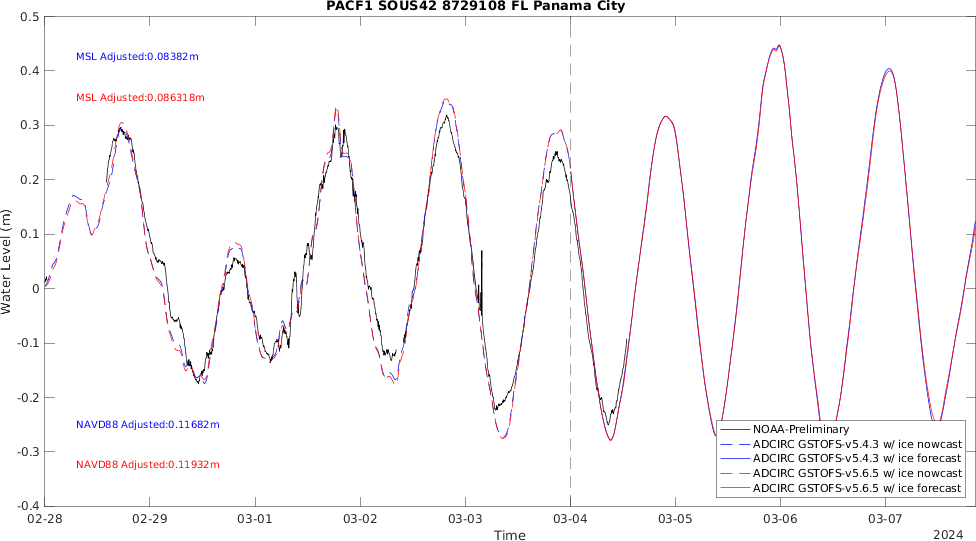 PACF1 SOUS42 8729108 FL Panama City
0.5
0.4
0.3
0.2
0.1
0
-0.1
-0.2
-0.3
-0.4
Water Level (m)
MSL Adjusted:0.08382m
MSL Adjusted:0.086318m
NAVD88 Adjusted:0.11682m
NAVD88 Adjusted:0.11932m
NOAA-Preliminary
ADCIRC GSTOFS-v5.4.3 w/ ice nowcast
ADCIRC GSTOFS-v5.4.3 w/ ice forecast
ADCIRC GSTOFS-v5.6.5 w/ ice nowcast
ADCIRC GSTOFS-v5.6.5 w/ ice forecast
02-28 02-29 03-01 03-02 03-03 03-04 03-05 03-06 03-07
Time
2024